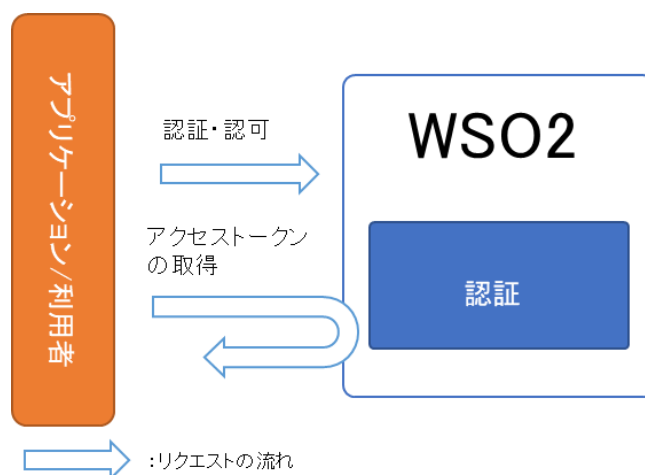 アプリケーション/利用者
認証・認可
アクセストークン
の取得
WSO2
認証
:リクエストの流れ